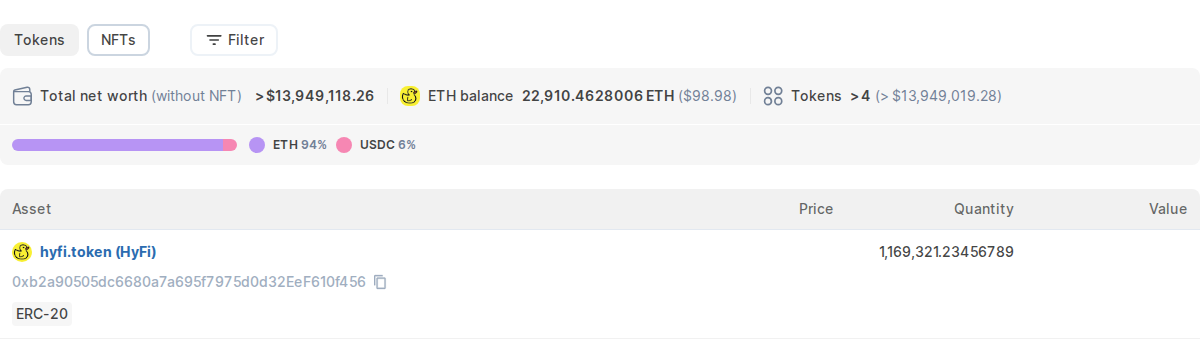 Tokens NFTs Filter
Total net worth (without NFT) >$13,949,118.26 ETH balance 22,910.4628006 ETH ($98.98) Tokens >4 (> $13,949,019.28)
ETH 94% USDC 6%
Asset Price Quantity Value
hyfi.token (HyFi) 1,169,321.23456789
0xb2a90505dc6680a7a695f7975d0d32EeF610f456
ERC-20